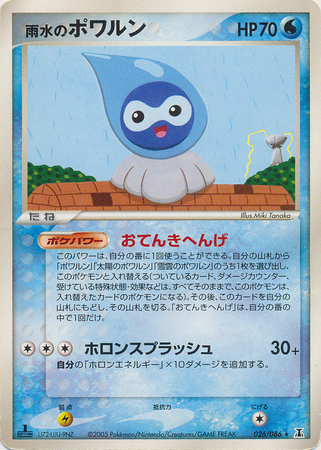 雨水のポワルン HP70
たね
Illus.Miki Tanaka
ポケパワー おてんきへんげ
このパワーは、自分の番に1回使うことができる。自分の山札から
「ポワルン」「太陽のポワルン」「雪雲のポワルン」のうち1枚を選び出し、
このポケモンと入れ替える(ついているカード、ダメージカウンター、
受けている特殊状態・効果などは、すべてそのままで、このポケモンは、
入れ替えたカードのポケモンになる)。その後、このカードを自分の山
札にもどし、その山札を切る。「おてんきへんげ」は、自分の番の
中で1回だけ。
ホロンスプラッシュ 30+
自分の「ホロンエネルギー」×10ダメージを追加する。
弱点 抵抗力 にげる
1 U72-UJU-9NZ
©2005 Pokémon/Nintendo/Creatures/GAME FREAK.
026/086 ★